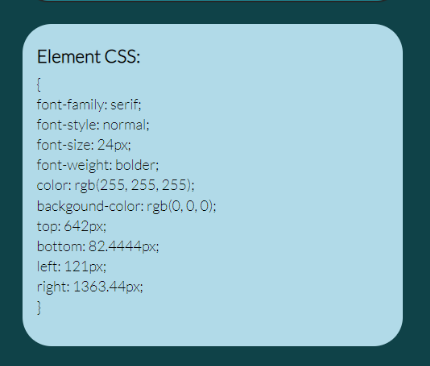 Element CSS:
{
font-family: serif;
font-style: normal;
font-size: 24px;
font-weight: bolder;
color: rgb(255, 255, 255);
backgound-color: rgb(0, 0, 0);
top: 642px;
bottom: 82.4444px;
left: 121px;
right: 1363.44px;
}